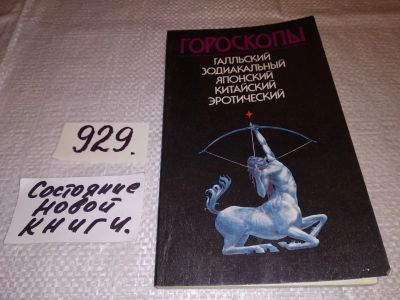 ГОРОСКОПЫ
ГАЛЛЬСКИЙ
ЗОДИАКАЛЬНЫЙ
ЯПОНСКИЙ
КИТАЙСКИЙ
ЭРОТИЧЕСКИЙ
929.
Состояние
новой
книги.